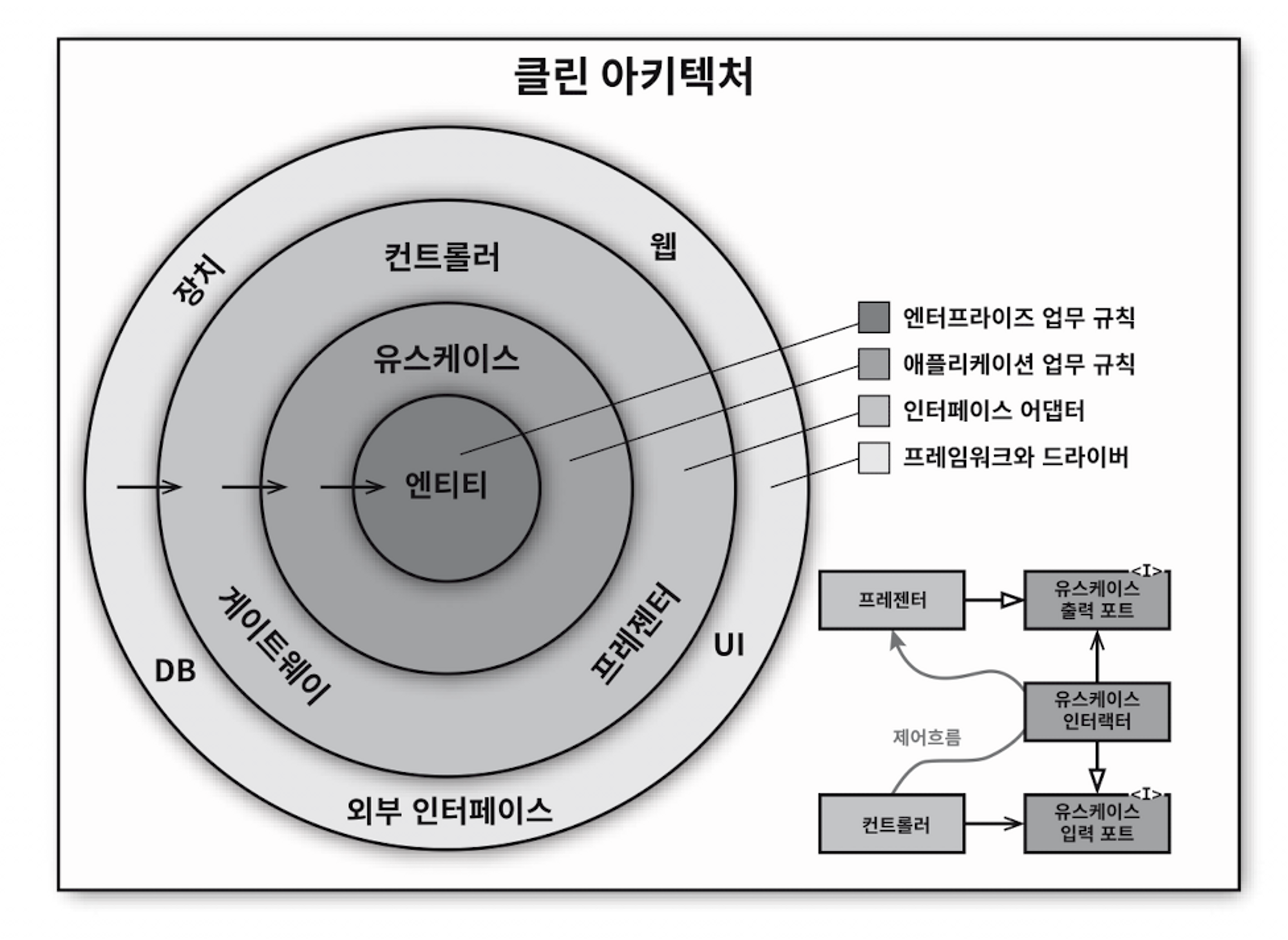 클린 아키텍처
장치
웹
컨트롤러
유스케이스
엔티티
게이트웨이
프레젠터
DB
UI
외부 인터페이스
엔터프라이즈 업무 규칙
애플리케이션 업무 규칙
인터페이스 어댑터
프레임워크와 드라이버
프레젠터
<I>
유스케이스
출력 포트
유스케이스
인터랙터
제어흐름
컨트롤러
<I>
유스케이스
입력 포트